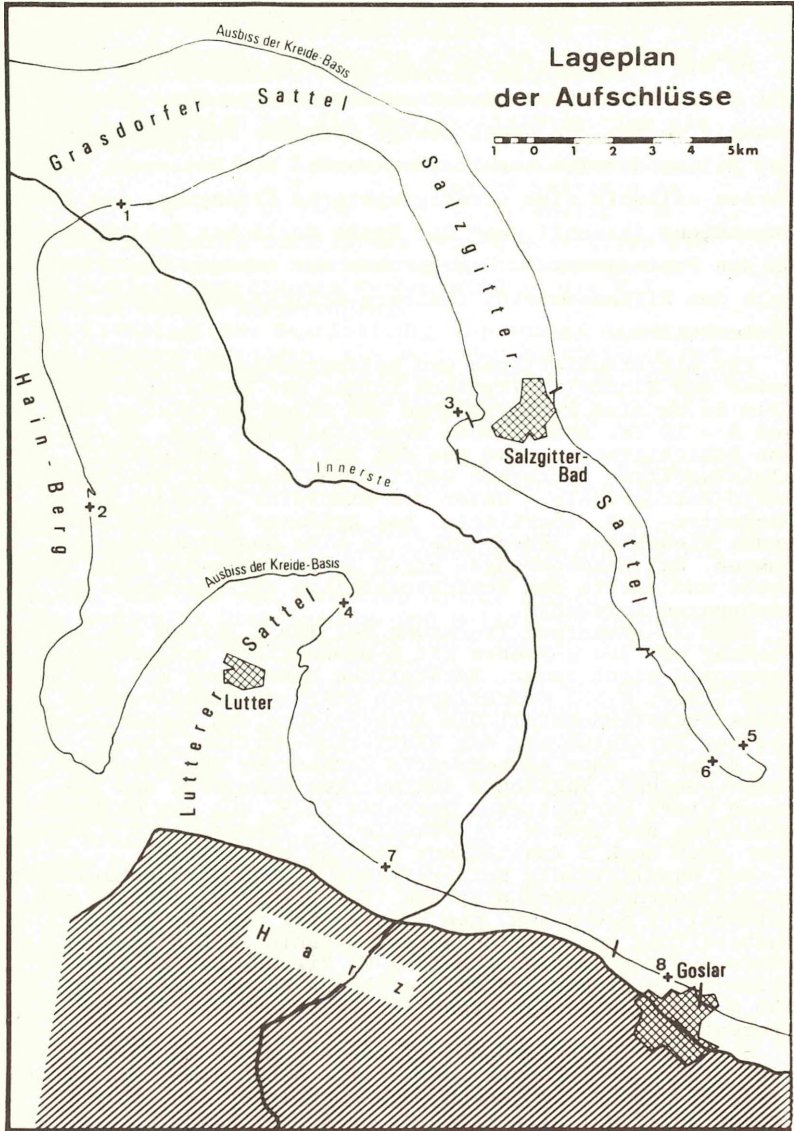 Ausbiss der Kreide-Basis
Lageplan
der Aufschlüsse
1 0 2 3 4 5km
Grasdorfer Sattel
Salzgitter-
Sattel
1
Hain-Berg
3
Salzgitter-
Bad
Innerste
2
Ausbiss der Kreide-Basis
4
Lutterer Sattel
Lutter
5
6
7
Harz
8
Goslar